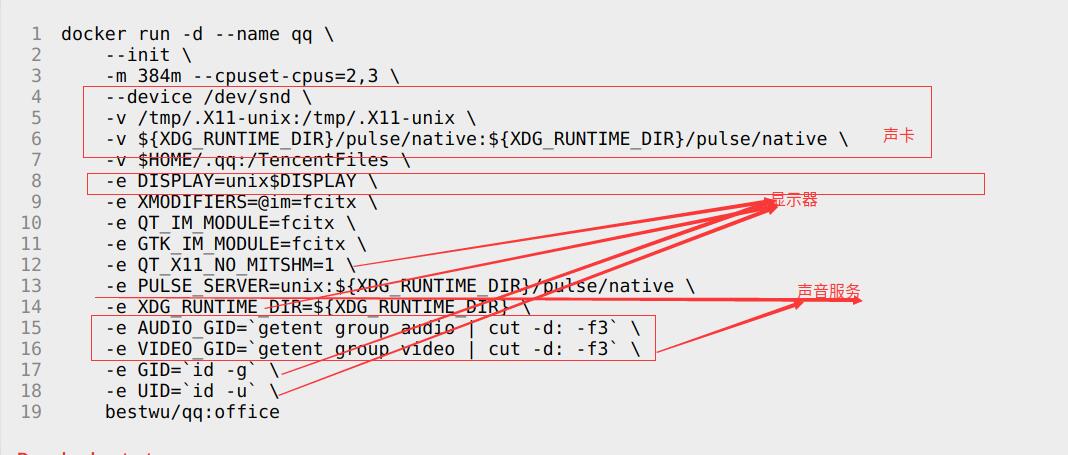 1 docker run -d --name qq \
2 --init \
3 -m 384m --cpuset-cpus=2,3 \
4 --device /dev/snd \
5 -v /tmp/.X11-unix:/tmp/.X11-unix \
6 -v ${XDG_RUNTIME_DIR}/pulse/native:${XDG_RUNTIME_DIR}/pulse/native \ 声卡
7 -v $HOME/.qq:/TencentFiles \
8 -e DISPLAY=unix$DISPLAY \
9 -e XMODIFIERS=@im=fcitx \ 显示器
10 -e QT_IM_MODULE=fcitx \
11 -e GTK_IM_MODULE=fcitx \
12 -e QT_X11_NO_MITSHM=1 \
13 -e PULSE_SERVER=unix:${XDG_RUNTIME_DIR}/pulse/native \ 声音服务
14 -e XDG_RUNTIME_DIR=${XDG_RUNTIME_DIR} \
15 -e AUDIO_GID=`getent group audio | cut -d: -f3` \
16 -e VIDEO_GID=`getent group video | cut -d: -f3` \
17 -e GID=`id -g` \
18 -e UID=`id -u` \
19 bestwu/qq:office